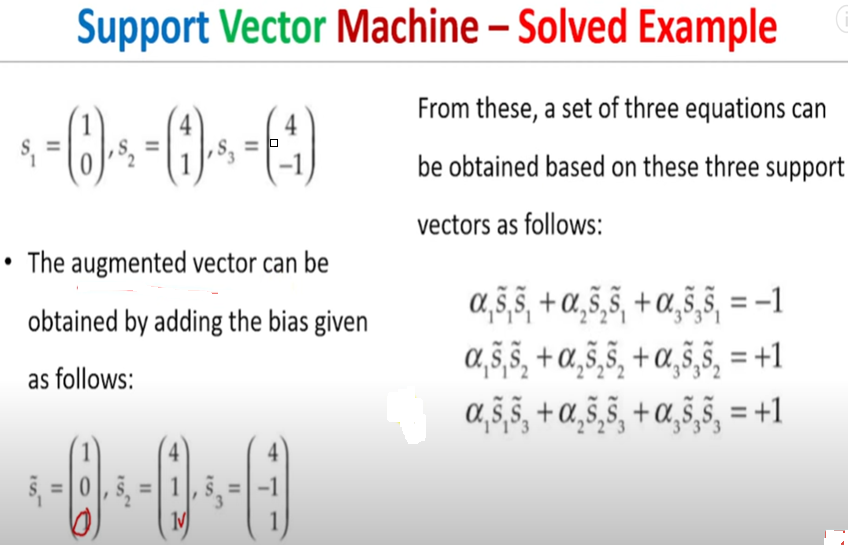 Support Vector Machine – Solved Example
s₁ = (1 0), s₂ = (4 1), s₃ = (4 −1)
• The augmented vector can be
obtained by adding the bias given
as follows:
s̃₁ = (1 0 1), s̃₂ = (4 1 1), s̃₃ = (4 −1 1)
From these, a set of three equations can
be obtained based on these three support
vectors as follows:
α₁s̃₁s̃₁ + α₂s̃₂s̃₁ + α₃s̃₃s̃₁ = −1
α₁s̃₁s̃₂ + α₂s̃₂s̃₂ + α₃s̃₃s̃₂ = +1
α₁s̃₁s̃₃ + α₂s̃₂s̃₃ + α₃s̃₃s̃₃ = +1